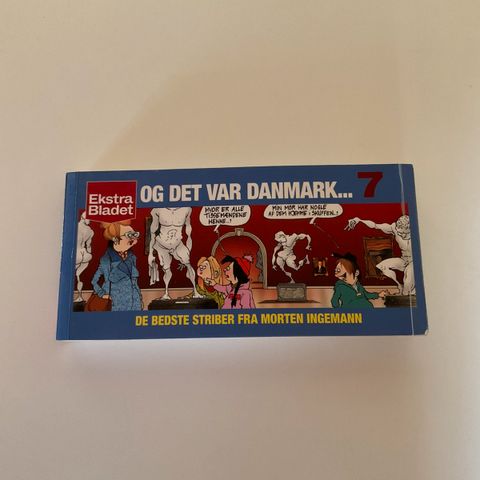 Ekstra
Bladet
OG DET VAR DANMARK... 7
HVOR ER ALLE
TISSEMÆNDENE
HENNE..?
MIN MOR HAR NOGLE
AF DEM HJEMME I SKUFFEN..!
DE BEDSTE STRIBER FRA MORTEN INGEMANN